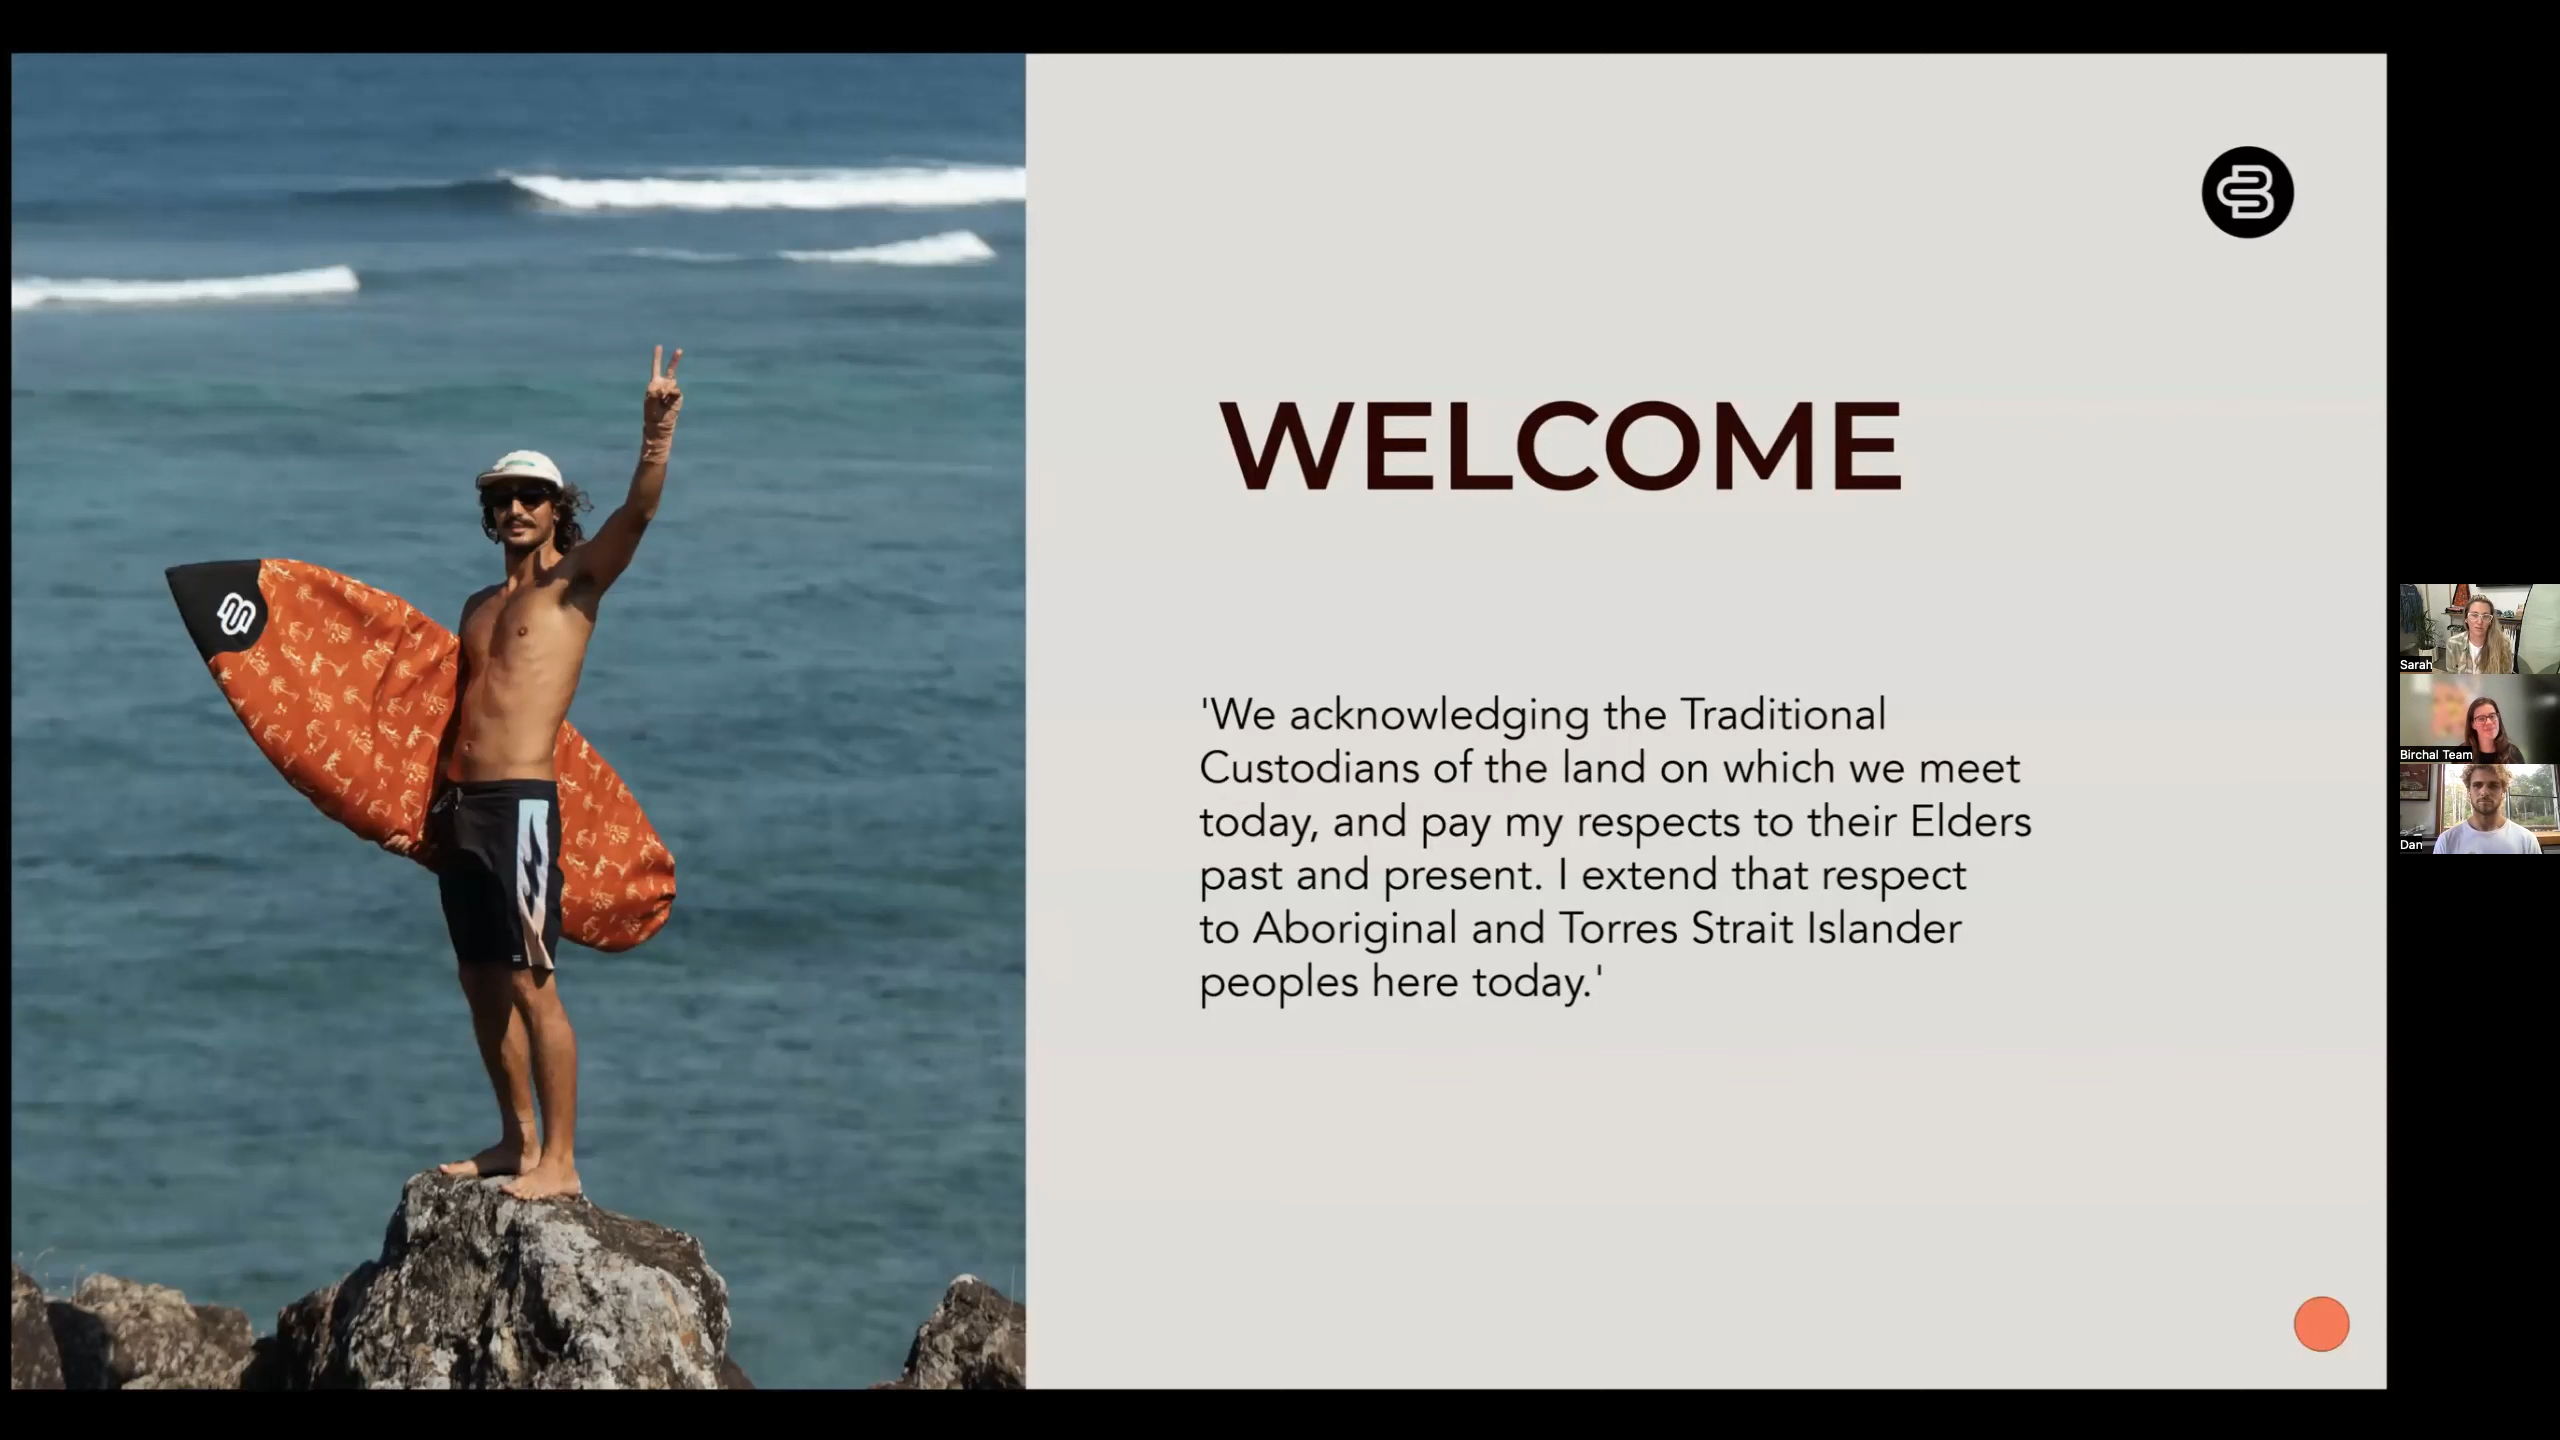 WELCOME
'We acknowledging the Traditional
Custodians of the land on which we meet
today, and pay my respects to their Elders
past and present. I extend that respect
to Aboriginal and Torres Strait Islander
peoples here today.'
Sarah
Birchal Team
Dan